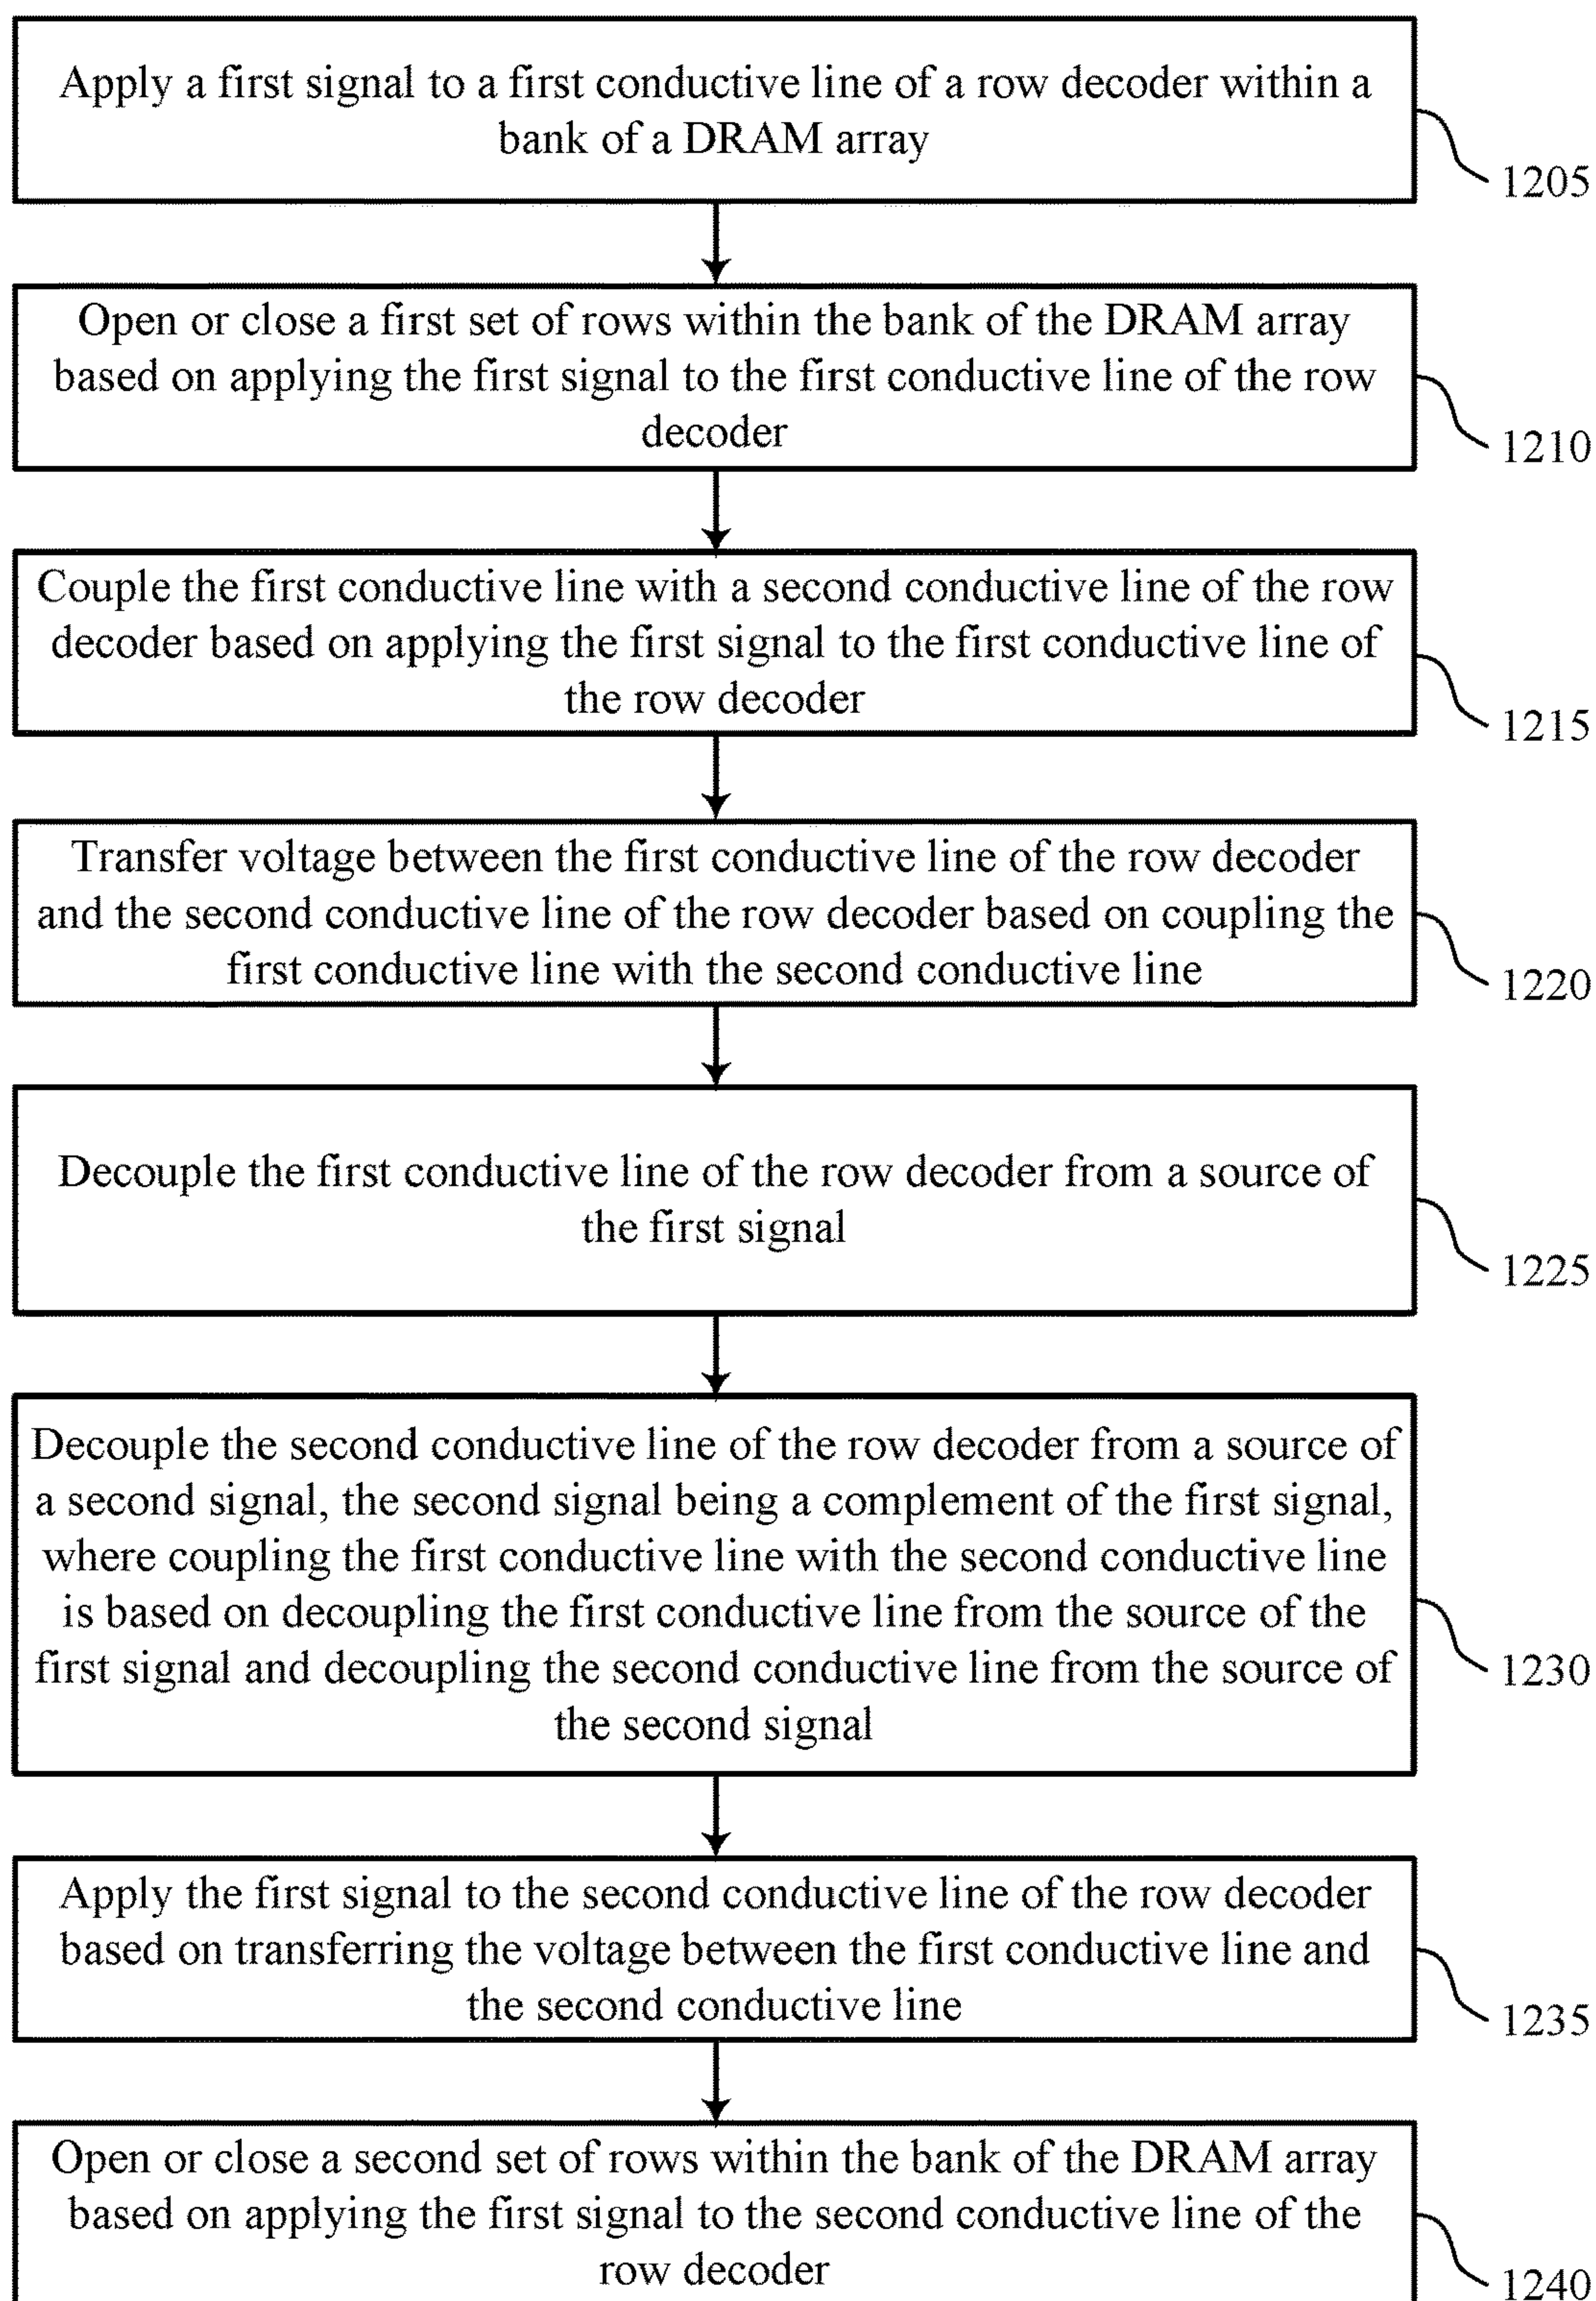 Apply a first signal to a first conductive line of a row decoder within a
bank of a DRAM array
1205
Open or close a first set of rows within the bank of the DRAM array
based on applying the first signal to the first conductive line of the row
decoder
1210
Couple the first conductive line with a second conductive line of the row
decoder based on applying the first signal to the first conductive line of
the row decoder
1215
Transfer voltage between the first conductive line of the row decoder
and the second conductive line of the row decoder based on coupling the
first conductive line with the second conductive line
1220
Decouple the first conductive line of the row decoder from a source of
the first signal
1225
Decouple the second conductive line of the row decoder from a source of
a second signal, the second signal being a complement of the first signal,
where coupling the first conductive line with the second conductive line
is based on decoupling the first conductive line from the source of the
first signal and decoupling the second conductive line from the source of
the second signal
1230
Apply the first signal to the second conductive line of the row decoder
based on transferring the voltage between the first conductive line and
the second conductive line
1235
Open or close a second set of rows within the bank of the DRAM array
based on applying the first signal to the second conductive line of the
row decoder
1240